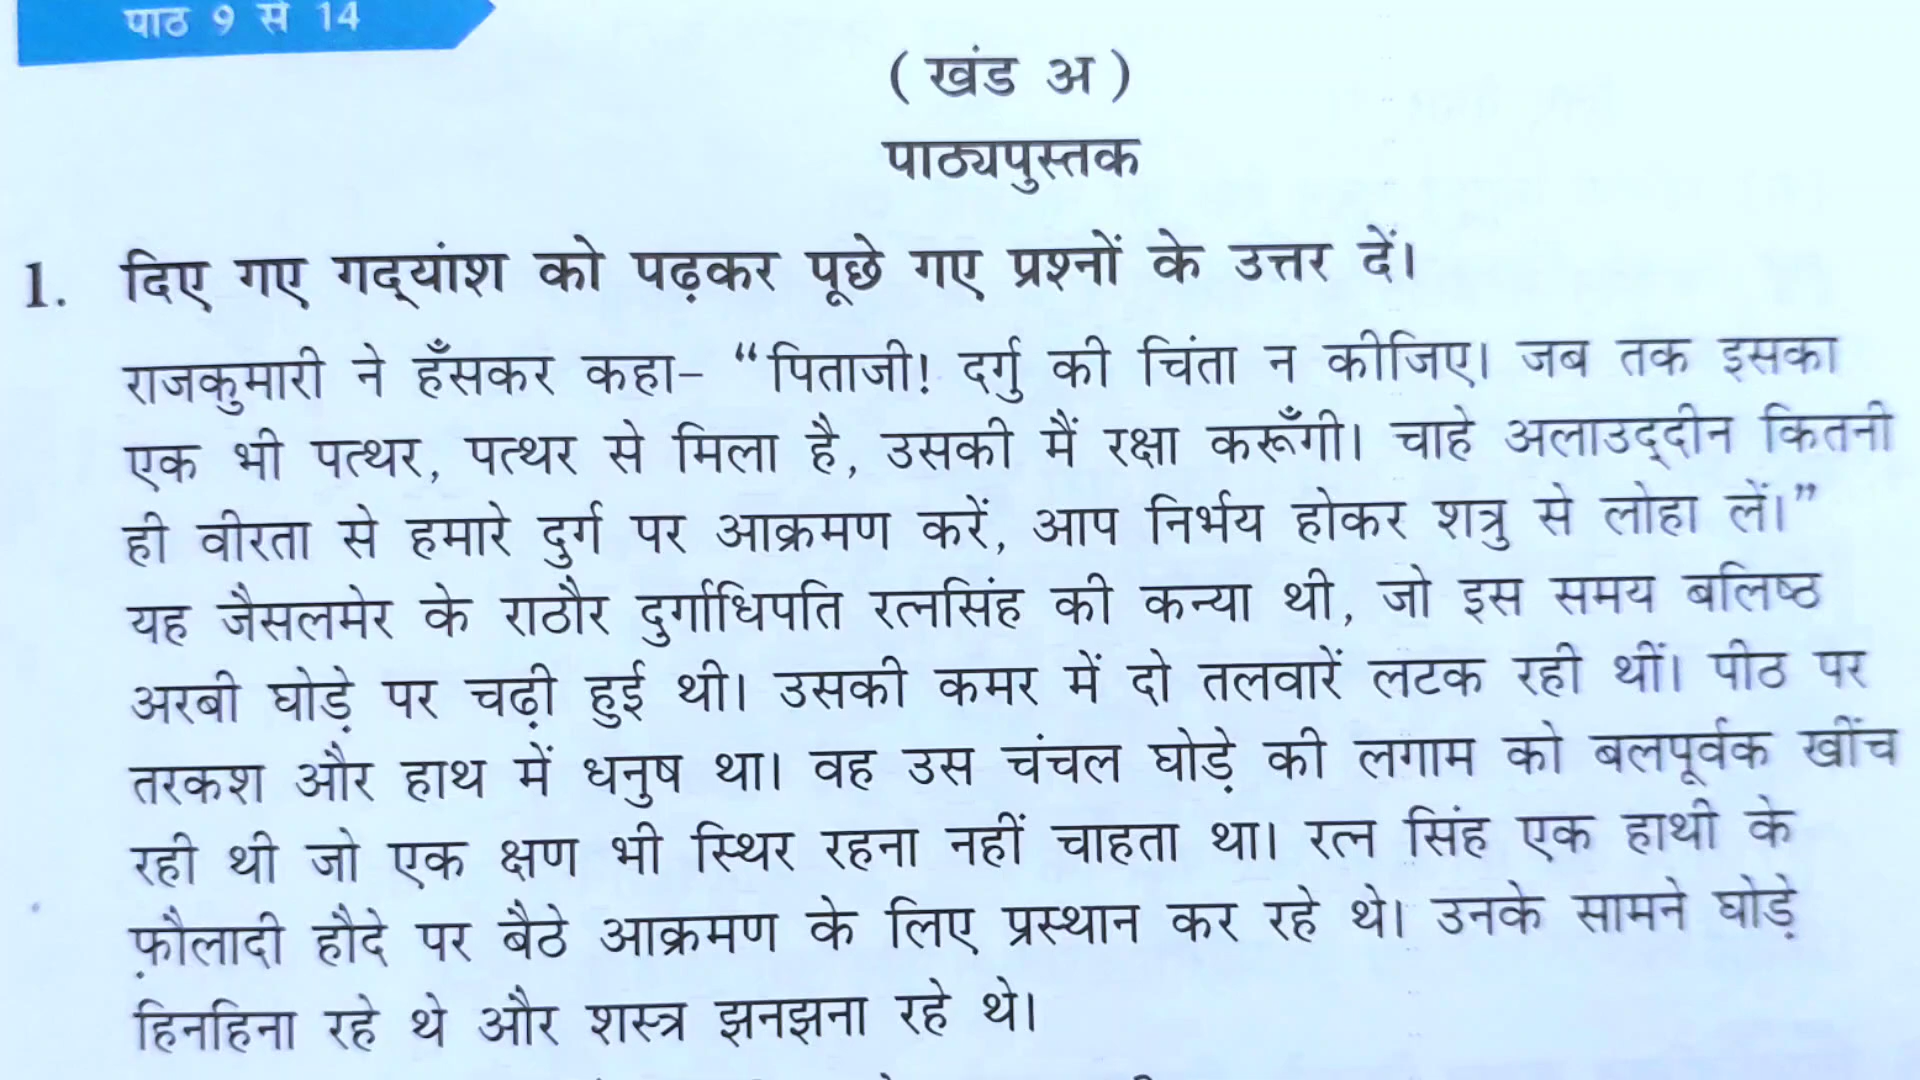 पाठ 9 से 14
( खंड अ )
पाठ्यपुस्तक
1. दिए गए गद्‌यांश को पढ़कर पूछे गए प्रश्नों के उत्तर दें।
राजकुमारी ने हँसकर कहा– “पिताजी! दर्गु की चिंता न कीजिए। जब तक इसका
एक भी पत्थर, पत्थर से मिला है, उसकी मैं रक्षा करूँगी। चाहे अलाउद्‌दीन कितनी
ही वीरता से हमारे दुर्ग पर आक्रमण करें, आप निर्भय होकर शत्रु से लोहा लें।”
यह जैसलमेर के राठौर दुर्गाधिपति रत्नसिंह की कन्या थी, जो इस समय बलिष्ठ
अरबी घोड़े पर चढ़ी हुई थी। उसकी कमर में दो तलवारें लटक रही थीं। पीठ पर
तरकश और हाथ में धनुष था। वह उस चंचल घोड़े की लगाम को बलपूर्वक खींच
रही थी जो एक क्षण भी स्थिर रहना नहीं चाहता था। रत्न सिंह एक हाथी के
फ़ौलादी हौदे पर बैठे आक्रमण के लिए प्रस्थान कर रहे थे। उनके सामने घोड़े
हिनहिना रहे थे और शस्त्र झनझना रहे थे।